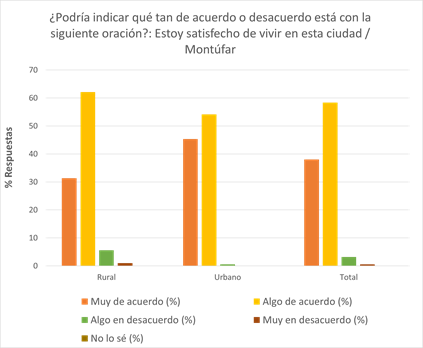 ¿Podría indicar qué tan de acuerdo o desacuerdo está con la
siguiente oración?: Estoy satisfecho de vivir en esta ciudad /
Montúfar
70
60
50
40
30
20
10
0
% Respuestas
Rural Urbano Total
Muy de acuerdo (%) Algo de acuerdo (%)
Algo en desacuerdo (%) Muy en desacuerdo (%)
No lo sé (%)